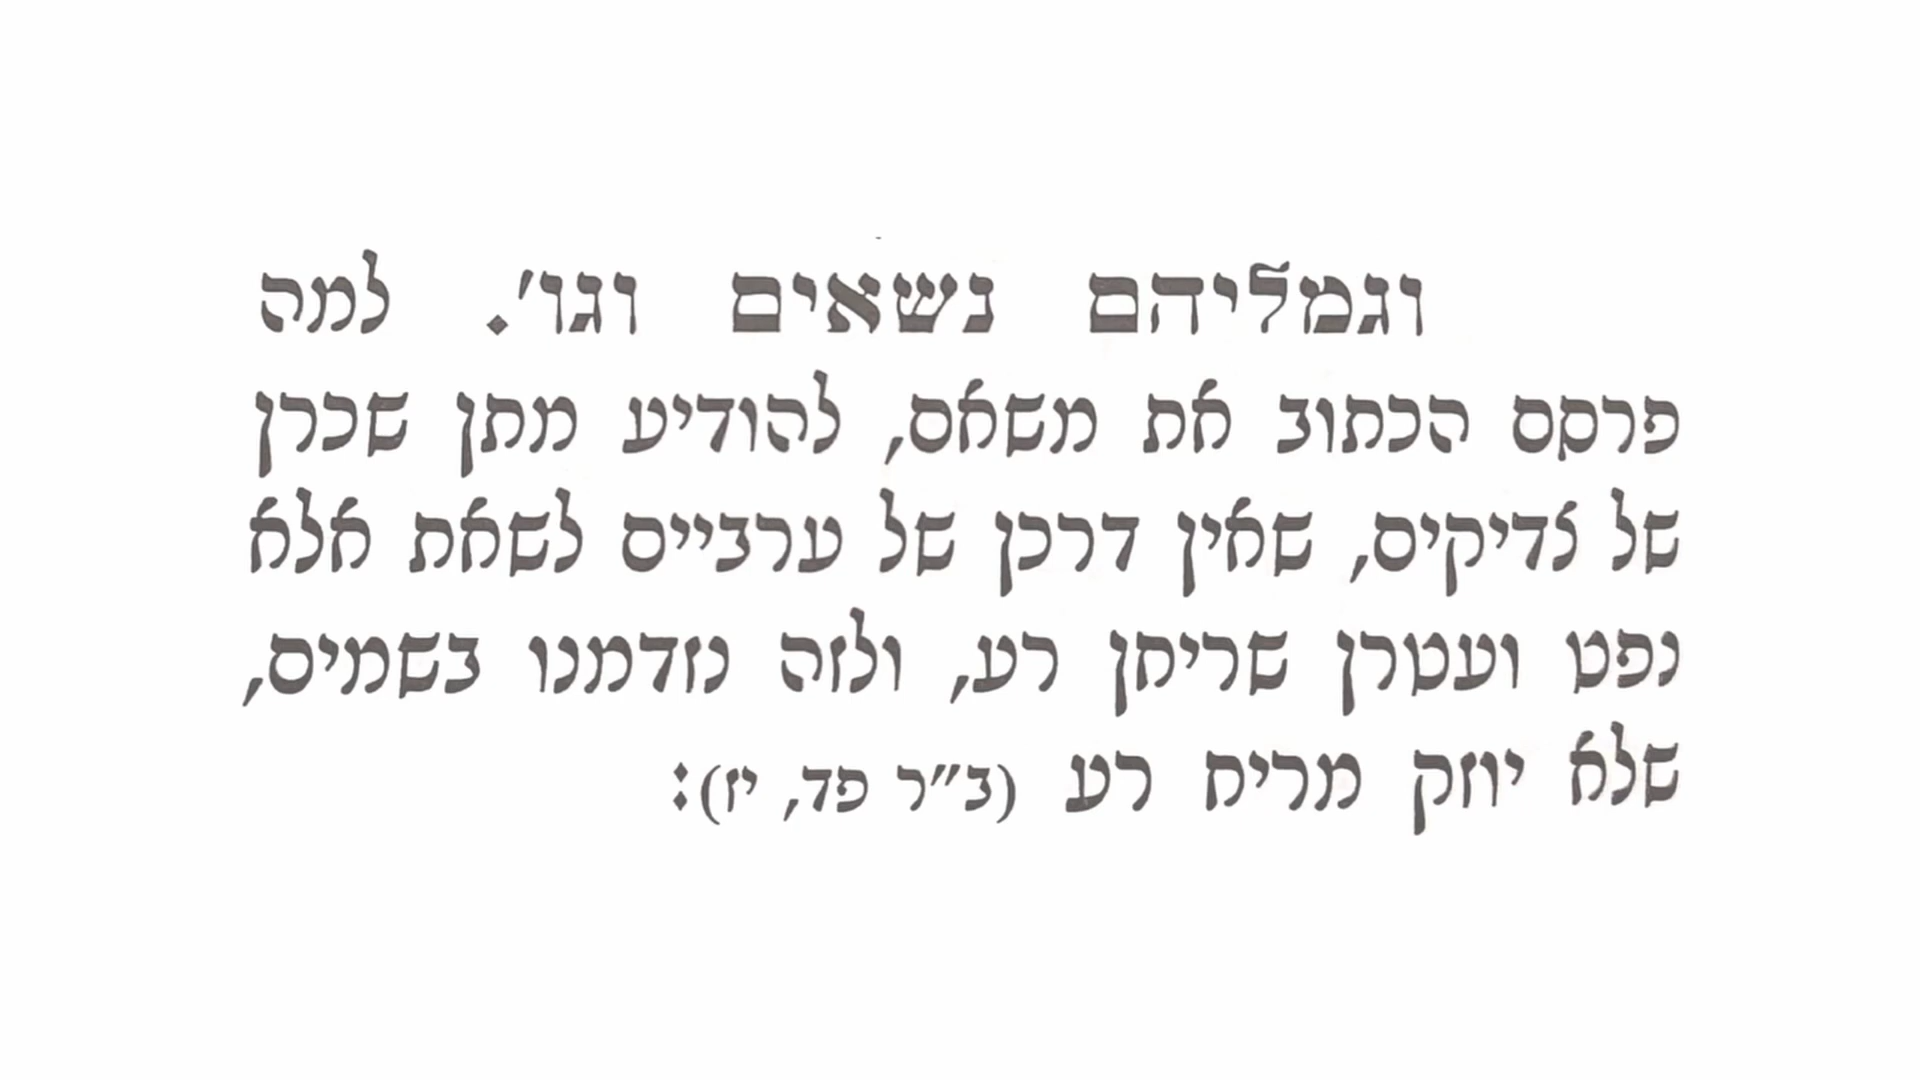 וגמליהם נשאים וגו׳. למה
פרסם הכתוב את משאם, להודיע מתן שכרן
של צדיקים, שאין דרכן של ערביים לשאת אלא
נפט ועטרן שריחן רע, ולזה נזדמנו בשמים,
שלא יוזק מריח רע (ב״ר פד, יז):